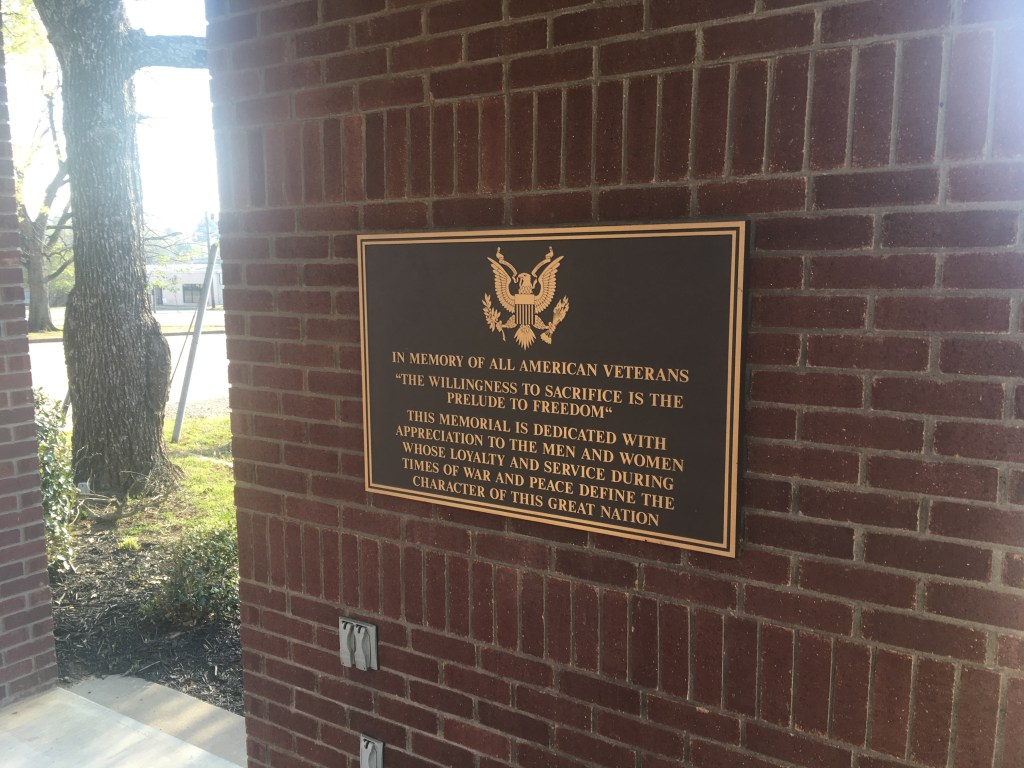 IN MEMORY OF ALL AMERICAN VETERANS
“THE WILLINGNESS TO SACRIFICE IS THE
PRELUDE TO FREEDOM“
THIS MEMORIAL IS DEDICATED WITH
APPRECIATION TO THE MEN AND WOMEN
WHOSE LOYALTY AND SERVICE DURING
TIMES OF WAR AND PEACE DEFINE THE
CHARACTER OF THIS GREAT NATION